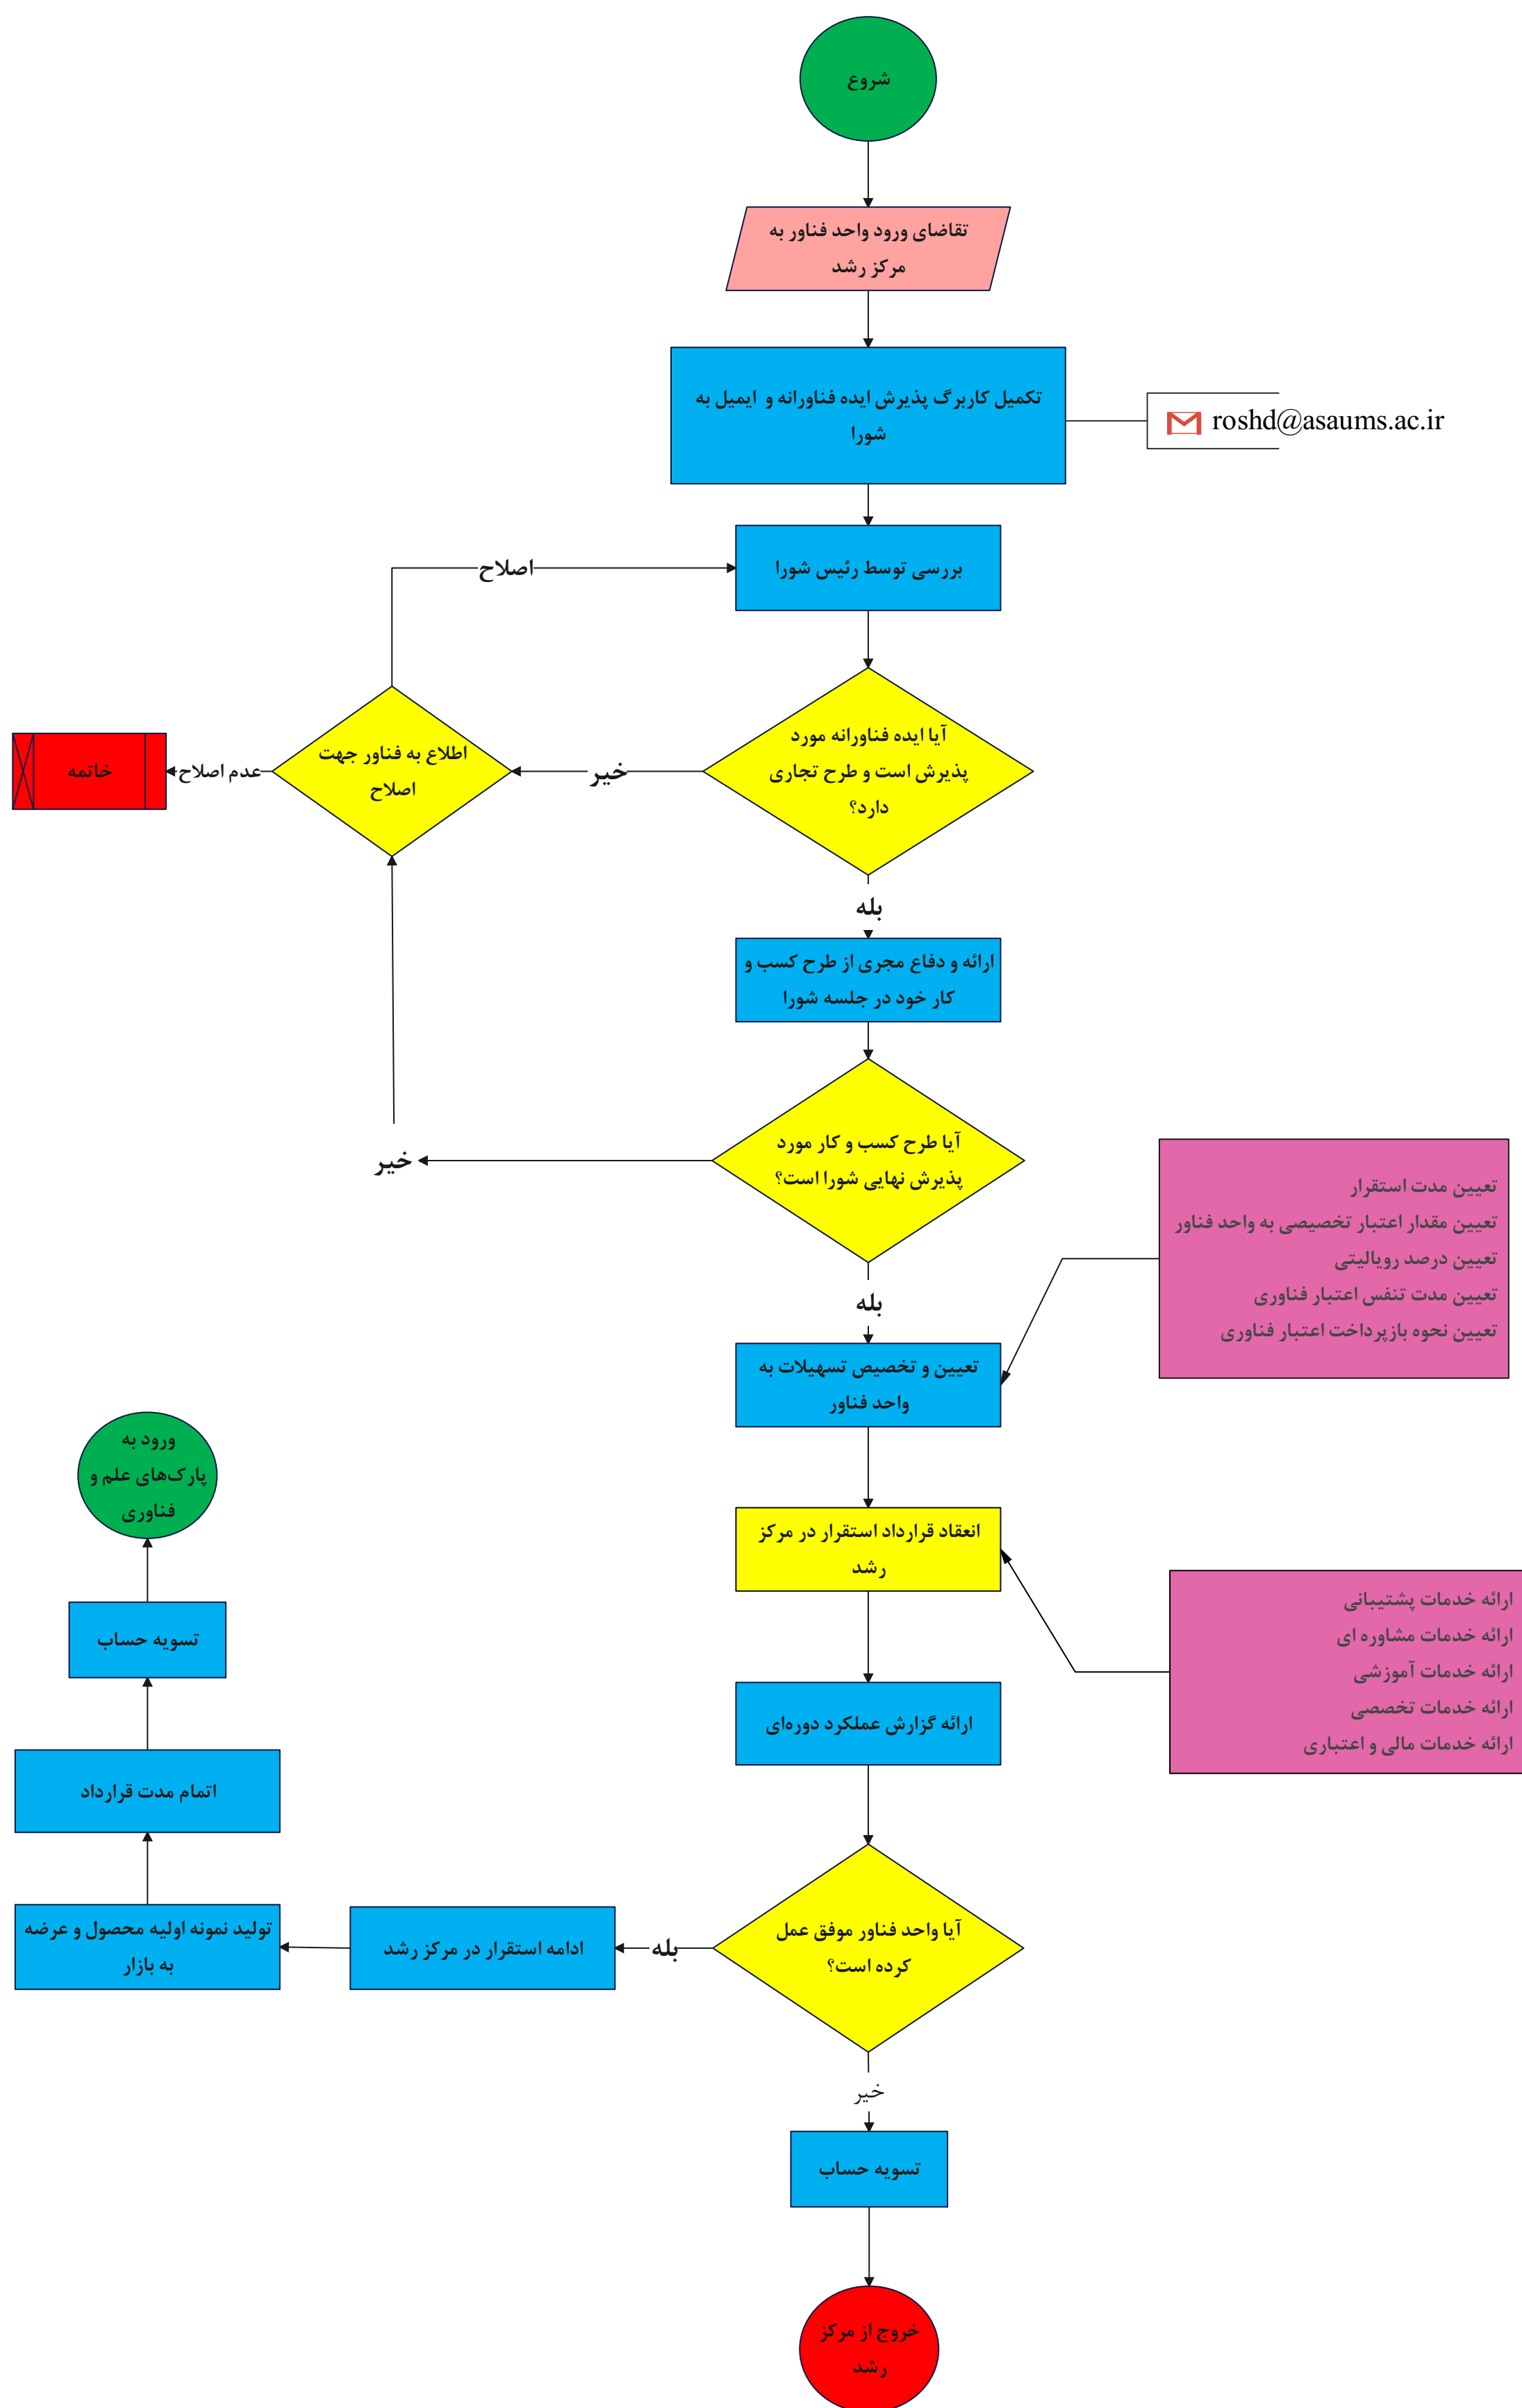 شروع
تقاضای ورود واحد فناور به
مرکز رشد
تکمیل کاربرگ پذیرش ایده فناورانه و ایمیل به
شورا
roshd@asaums.ac.ir
بررسی توسط رئیس شورا
اصلاح
آیا ایده فناورانه مورد
پذیرش است و طرح تجاری
دارد؟
خیر
اطلاع به فناور جهت
اصلاح
عدم اصلاح
خاتمه
بله
ارائه و دفاع مجری از طرح کسب و
کار خود در جلسه شورا
آیا طرح کسب و کار مورد
پذیرش نهایی شورا است؟
خیر
بله
تعیین مدت استقرار
تعیین مقدار اعتبار تخصیصی به واحد فناور
تعیین درصد رویالیتی
تعیین مدت تنفس اعتبار فناوری
تعیین نحوه بازپرداخت اعتبار فناوری
تعیین و تخصیص تسهیلات به
واحد فناور
انعقاد قرارداد استقرار در مرکز
رشد
ارائه خدمات پشتیبانی
ارائه خدمات مشاوره ای
ارائه خدمات آموزشی
ارائه خدمات تخصصی
ارائه خدمات مالی و اعتباری
ارائه گزارش عملکرد دوره‌ای
آیا واحد فناور موفق عمل
کرده است؟
بله
ادامه استقرار در مرکز رشد
تولید نمونه اولیه محصول و عرضه
به بازار
اتمام مدت قرارداد
تسویه حساب
ورود به
پارک‌های علم و
فناوری
خیر
تسویه حساب
خروج از مرکز
رشد